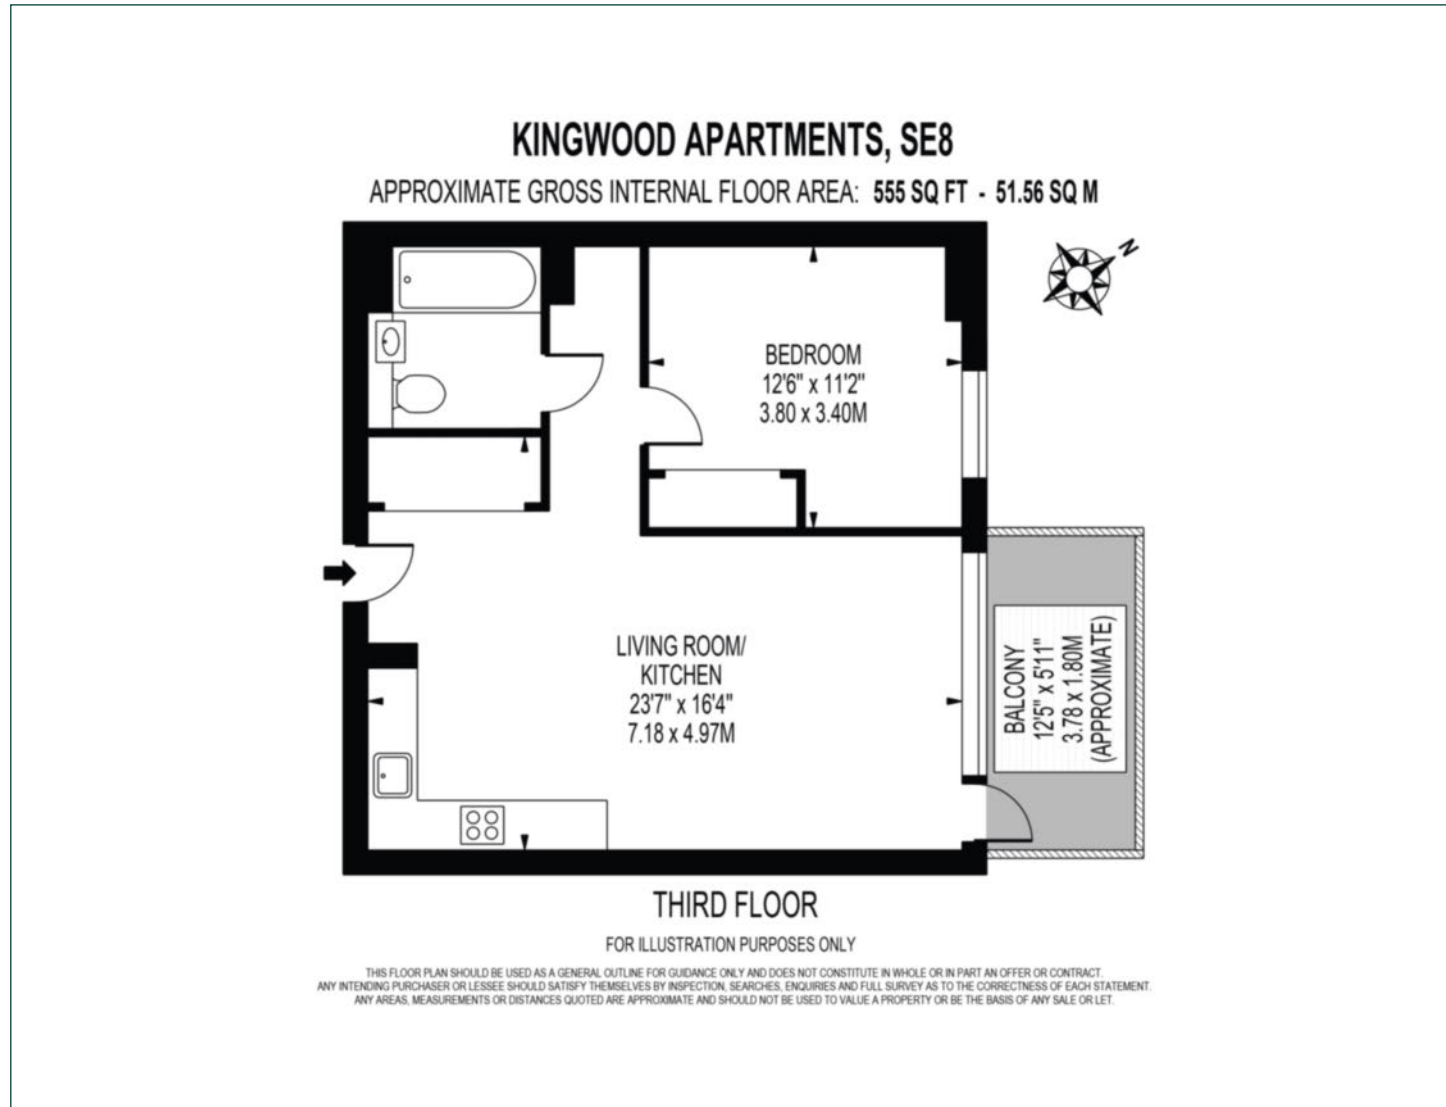 KINGWOOD APARTMENTS, SE8
APPROXIMATE GROSS INTERNAL FLOOR AREA: 555 SQ FT - 51.56 SQ M
N
BEDROOM
12'6" x 11'2"
3.80 x 3.40M
LIVING ROOM/
KITCHEN
23'7" x 16'4"
7.18 x 4.97M
BALCONY
12'5" x 5'11"
3.78 x 1.80M
(APPROXIMATE)
THIRD FLOOR
FOR ILLUSTRATION PURPOSES ONLY
THIS FLOOR PLAN SHOULD BE USED AS A GENERAL OUTLINE FOR GUIDANCE ONLY AND DOES NOT CONSTITUTE IN WHOLE OR IN PART AN OFFER OR CONTRACT.
ANY INTENDING PURCHASER OR LESSEE SHOULD SATISFY THEMSELVES BY INSPECTION, SEARCHES, ENQUIRIES AND FULL SURVEY AS TO THE CORRECTNESS OF EACH STATEMENT.
ANY AREAS, MEASUREMENTS OR DISTANCES QUOTED ARE APPROXIMATE AND SHOULD NOT BE USED TO VALUE A PROPERTY OR BE THE BASIS OF ANY SALE OR LET.